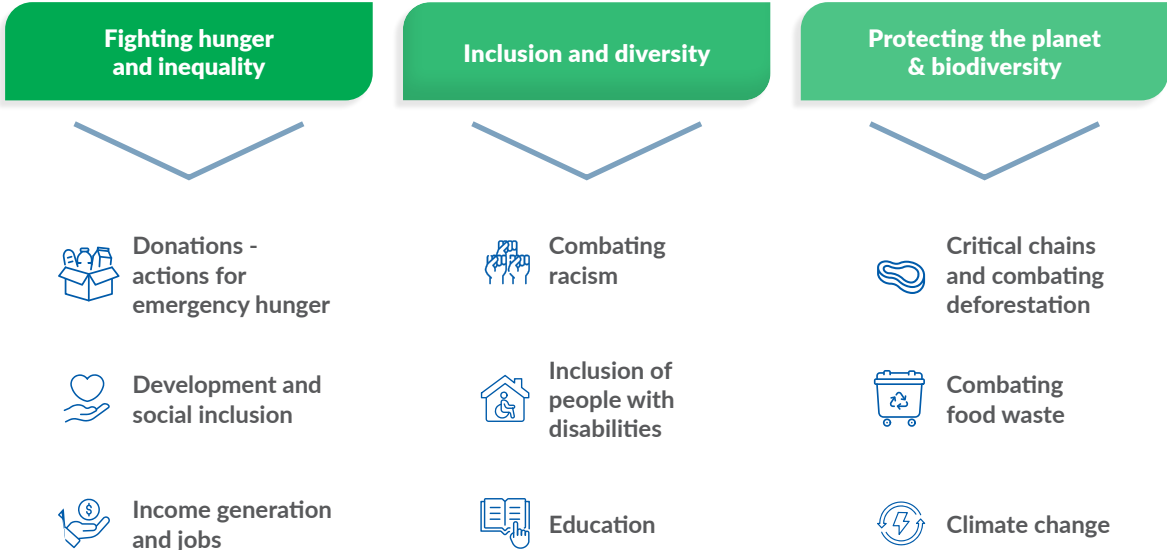 Fighting hunger
and inequality
Donations -
actions for
emergency hunger
Development and
social inclusion
Income generation
and jobs
Inclusion and diversity
Combating
racism
Inclusion of
people with
disabilities
Education
Protecting the planet
& biodiversity
Critical chains
and combating
deforestation
Combating
food waste
Climate change